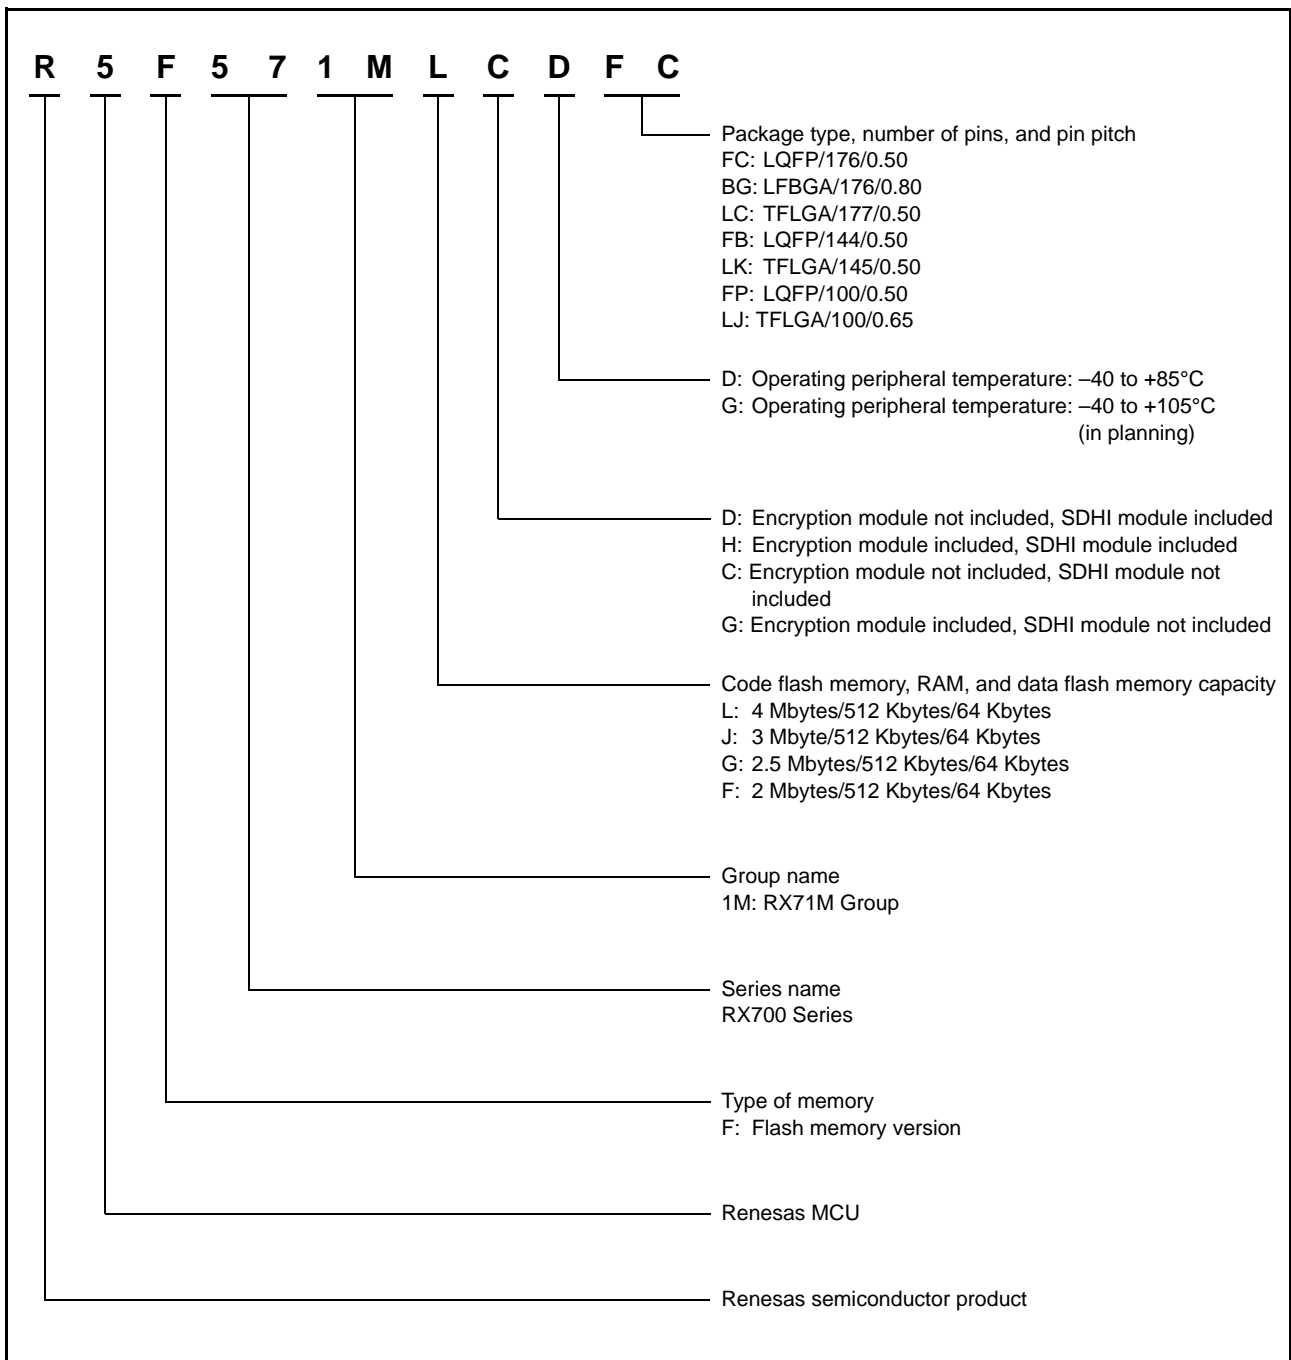 R 5 F 5 7 1 M L C D F C
Package type, number of pins, and pin pitch
FC: LQFP/176/0.50
BG: LFBGA/176/0.80
LC: TFLGA/177/0.50
FB: LQFP/144/0.50
LK: TFLGA/145/0.50
FP: LQFP/100/0.50
LJ: TFLGA/100/0.65
D: Operating peripheral temperature: –40 to +85°C
G: Operating peripheral temperature: –40 to +105°C
(in planning)
D: Encryption module not included, SDHI module included
H: Encryption module included, SDHI module included
C: Encryption module not included, SDHI module not
included
G: Encryption module included, SDHI module not included
Code flash memory, RAM, and data flash memory capacity
L: 4 Mbytes/512 Kbytes/64 Kbytes
J: 3 Mbyte/512 Kbytes/64 Kbytes
G: 2.5 Mbytes/512 Kbytes/64 Kbytes
F: 2 Mbytes/512 Kbytes/64 Kbytes
Group name
1M: RX71M Group
Series name
RX700 Series
Type of memory
F: Flash memory version
Renesas MCU
Renesas semiconductor product